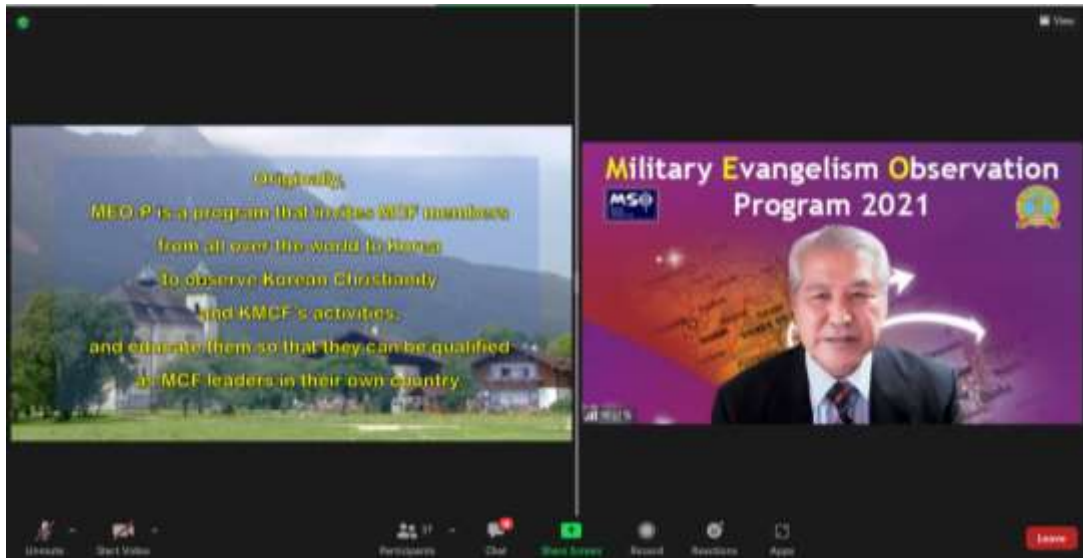 View
Originally,
MEO-P is a program that invites MCF members
from all over the world to Korea
to observe Korean Christianity
and KMCF's activities,
and educate them so that they can be qualified
as MCF leaders in their own country.
Military Evangelism Observation
Program 2021
MSO
Unmute
Start Video
Participants
Chat
Share Screen
Record
Reactions
Apps
Leave